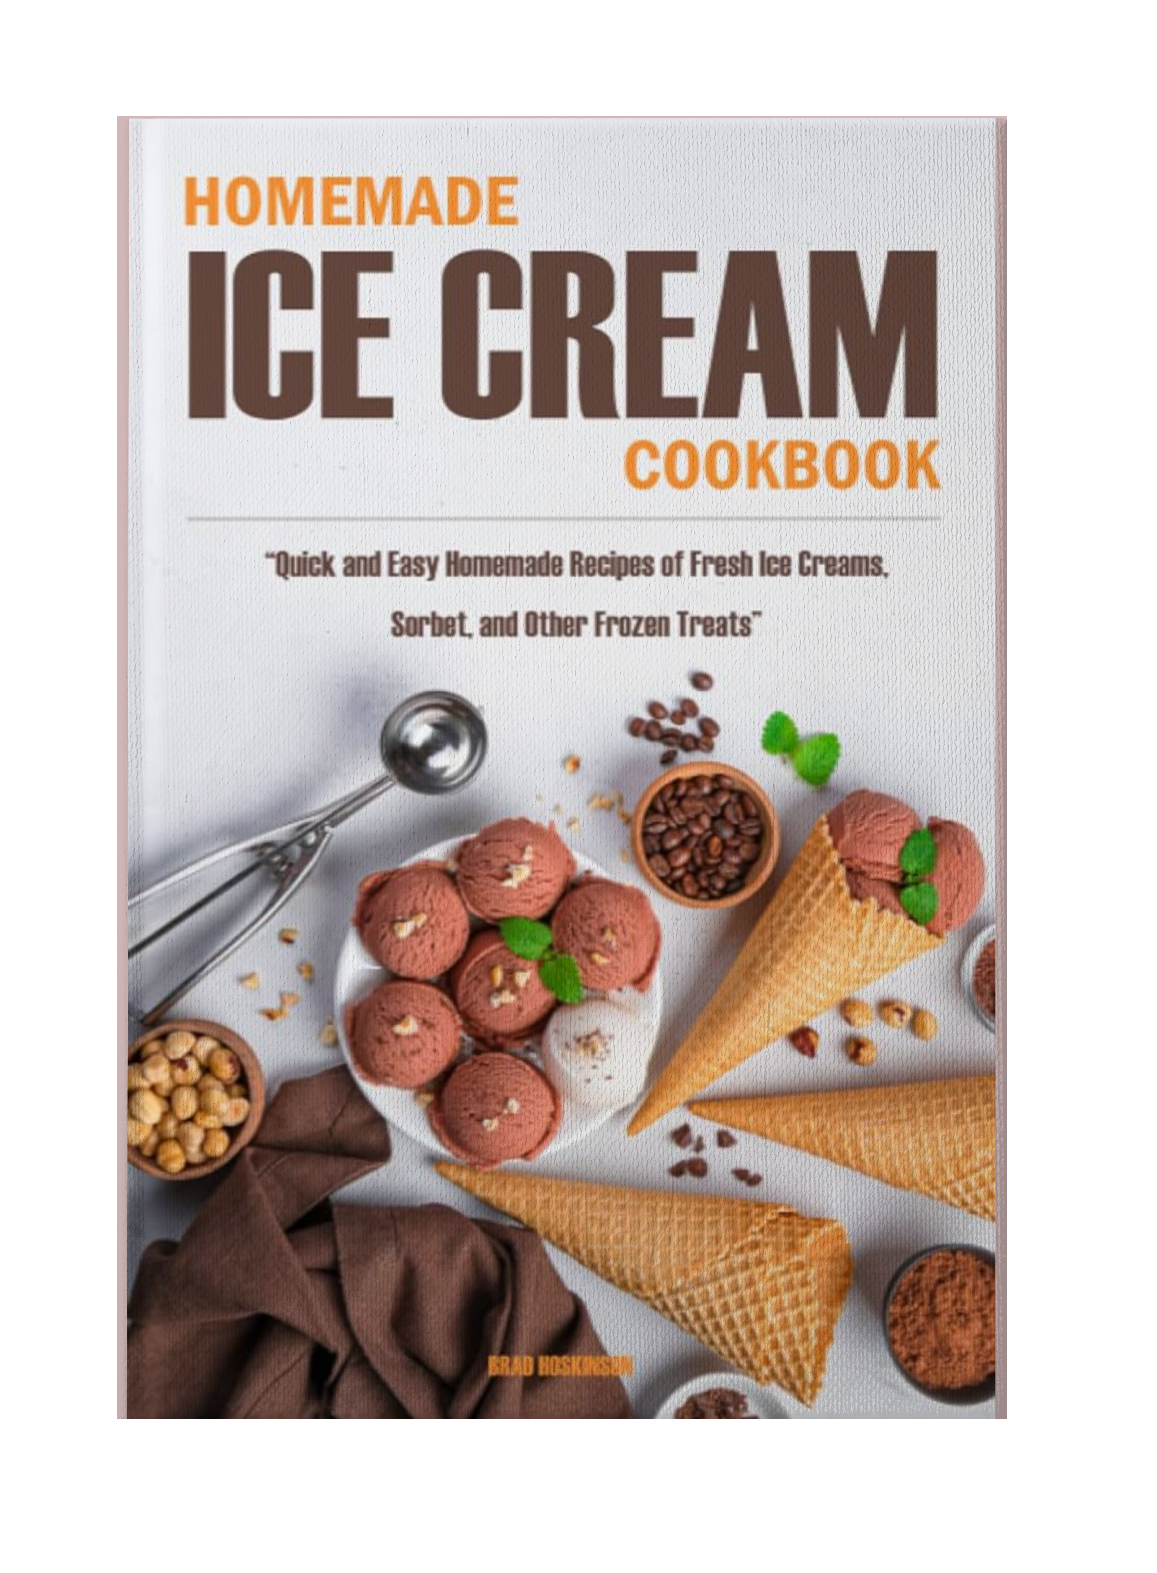 HOMEMADE
ICE CREAM
COOKBOOK
“Quick and Easy Homemade Recipes of Fresh Ice Creams,
Sorbet, and Other Frozen Treats”
BRAD HOSKINSON